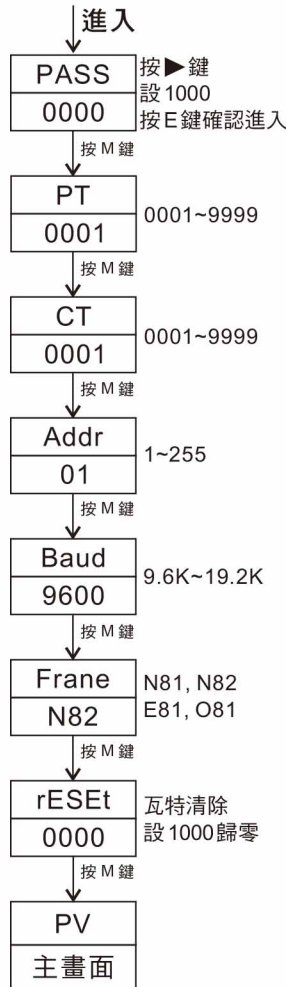 進入
PASS
0000
按▶鍵
設1000
按E鍵確認進入
按M鍵
PT
0001
0001~9999
按M鍵
CT
0001
0001~9999
按M鍵
Addr
01
1~255
按M鍵
Baud
9600
9.6K~19.2K
按M鍵
Frane
N82
N81, N82
E81, O81
按M鍵
rESEt
0000
瓦特清除
設1000歸零
按M鍵
PV
主畫面